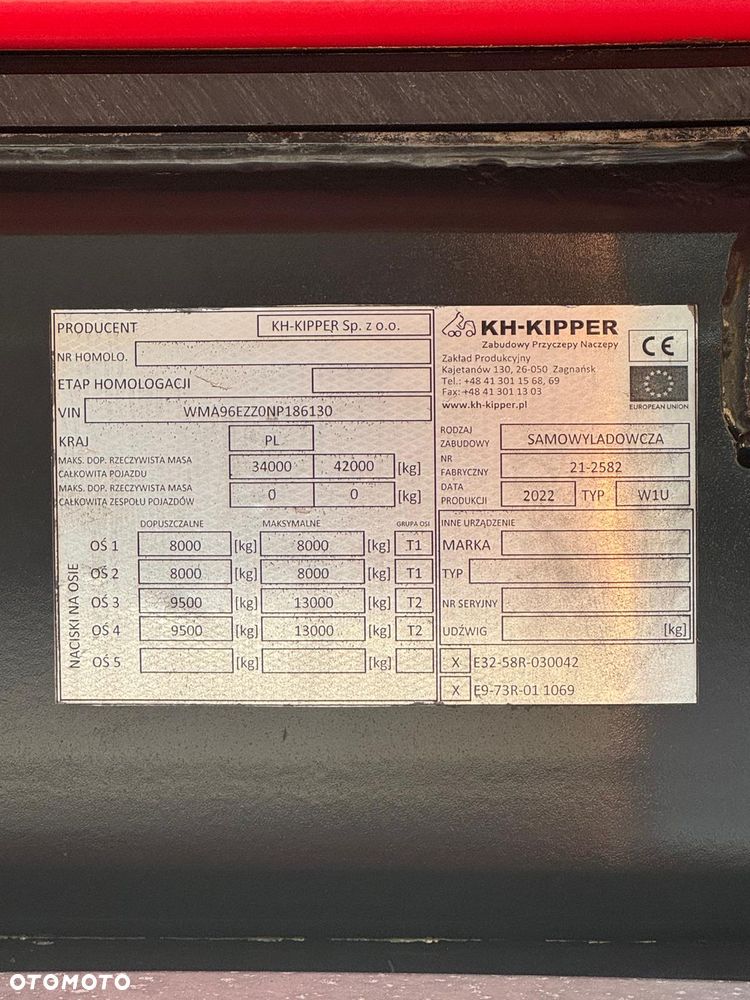 PRODUCENT KH-KIPPER Sp. z o.o.
NR HOMOLO.
ETAP HOMOLOGACJI
VIN WMA96EZZ0NP186130
KRAJ PL
MAKS. DOP. RZECZYWISTA MASA
CAŁKOWITA POJAZDU 34000 42000 [kg]
MAKS. DOP. RZECZYWISTA MASA
CAŁKOWITA ZESPOŁU POJAZDÓW 0 0 [kg]
NACISKI NA OSIE
DOPUSZCZALNE MAKSYMALNE GRUPA OSI
OŚ 1 8000 [kg] 8000 [kg] T1
OŚ 2 8000 [kg] 8000 [kg] T1
OŚ 3 9500 [kg] 13000 [kg] T2
OŚ 4 9500 [kg] 13000 [kg] T2
OŚ 5 [kg] [kg]
KH-KIPPER
Zabudowy Przyczepy Naczepy
Zakład Produkcyjny
Kajetanów 130, 26-050 Zagnańsk
Tel.: +48 41 301 15 68, 69
Fax: +48 41 301 13 03
www.kh-kipper.pl
CE
EUROPEAN UNION
RODZAJ
ZABUDOWY SAMOWYLADOWCZA
NR
FABRYCZNY 21-2582
DATA
PRODUKCJI 2022 TYP W1U
INNE URZĄDZENIE
MARKA
TYP
NR SERYJNY
UDŹWIG [kg]
X E32-58R-030042
X E9-73R-01 1069
OTOMOTO